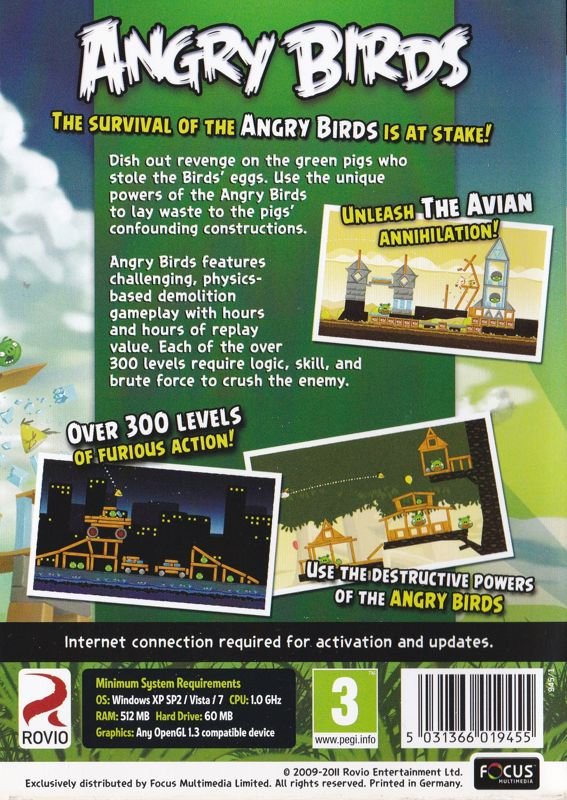 ANGRY BIRDS
THE SURVIVAL OF THE ANGRY BIRDS IS AT STAKE!
Dish out revenge on the green pigs who
stole the Birds' eggs. Use the unique
powers of the Angry Birds
to lay waste to the pigs'
confounding constructions.
UNLEASH THE AVIAN
ANNIHILATION!
Angry Birds features
challenging, physics-
based demolition
gameplay with hours
and hours of replay
value. Each of the over
300 levels require logic, skill, and
brute force to crush the enemy.
OVER 300 LEVELS
OF FURIOUS ACTION!
USE THE DESTRUCTIVE POWERS
OF THE ANGRY BIRDS
Internet connection required for activation and updates.
ROVIO
Minimum System Requirements
OS: Windows XP SP2 / Vista / 7 CPU: 1.0 GHz
RAM: 512 MB Hard Drive: 60 MB
Graphics: Any OpenGL 1.3 compatible device
3
TM
www.pegi.info
945/1
5 031366 019455
© 2009-2011 Rovio Entertainment Ltd.
Exclusively distributed by Focus Multimedia Limited. All rights reserved. Printed in Germany.
FOCUS
MULTIMEDIA